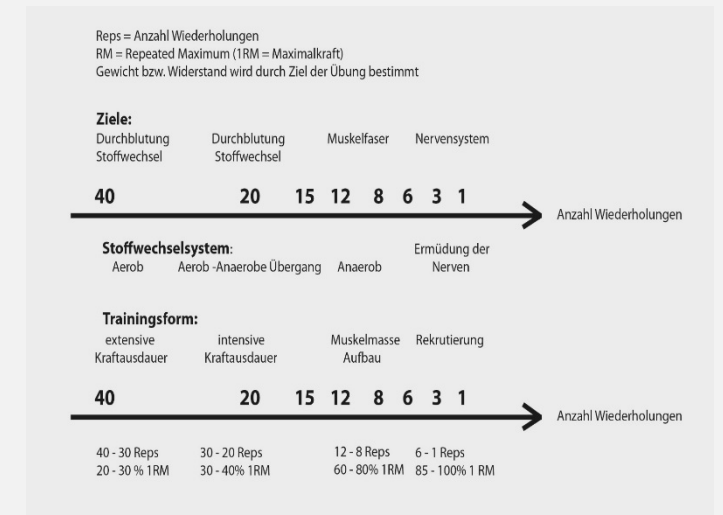 Reps = Anzahl Wiederholungen
RM = Repeated Maximum (1RM = Maximalkraft)
Gewicht bzw. Widerstand wird durch Ziel der Übung bestimmt
Ziele:
Durchblutung Durchblutung Muskelfaser Nervensystem
Stoffwechsel Stoffwechsel
40 20 15 12 8 6 3 1
Anzahl Wiederholungen
Stoffwechselsystem: Ermüdung der
Aerob Aerob -Anaerobe Übergang Anaerob Nerven
Trainingsform:
extensive intensive Muskelmasse Rekrutierung
Kraftausdauer Kraftausdauer Aufbau
40 20 15 12 8 6 3 1
Anzahl Wiederholungen
40 - 30 Reps 30 - 20 Reps 12 - 8 Reps 6 - 1 Reps
20 - 30 % 1RM 30 - 40% 1RM 60 - 80% 1RM 85 - 100% 1 RM